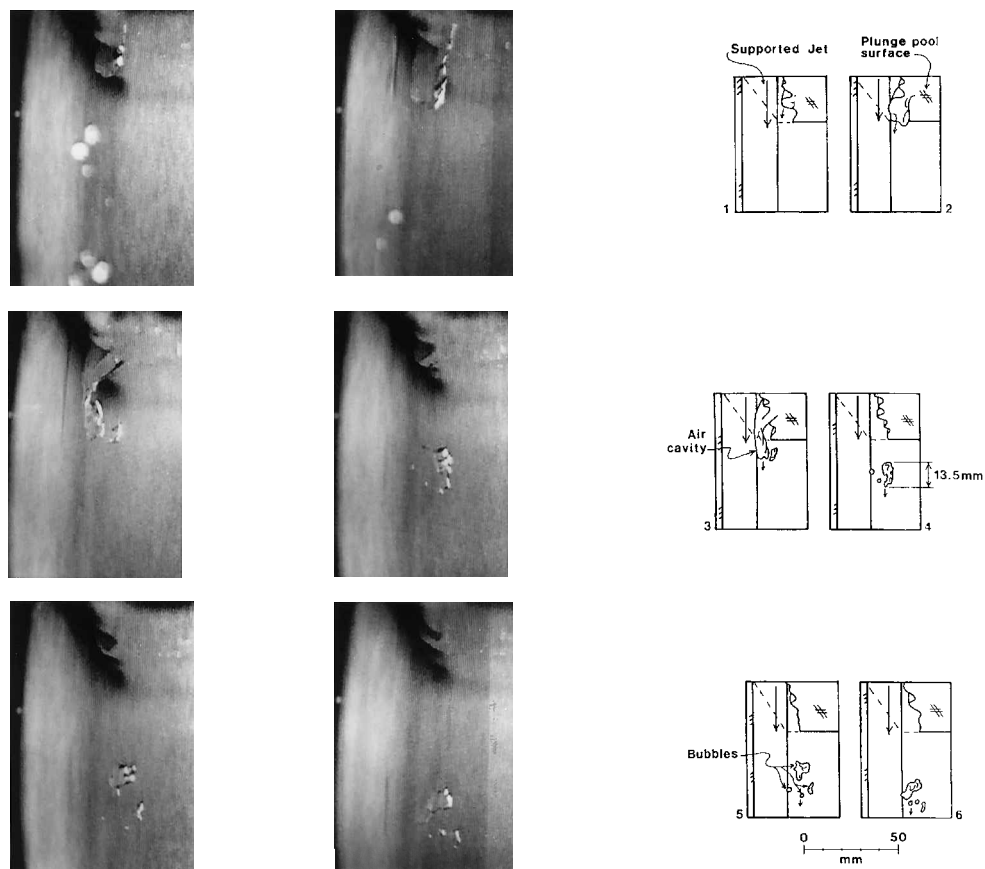 Supported Jet
Plunge pool
surface
1
2
Air
cavity
13.5mm
3
4
Bubbles
5
6
0
50
mm